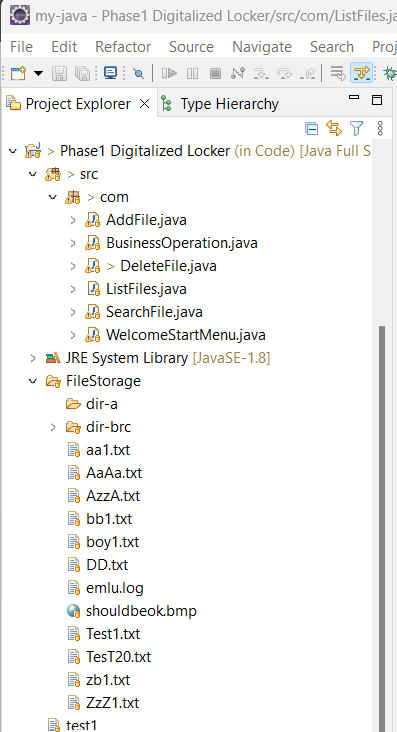 my-java - Phase1 Digitalized Locker/src/com/ListFiles.ja
File Edit Refactor Source Navigate Search Proj
Project Explorer Type Hierarchy
> Phase1 Digitalized Locker (in Code) [Java Full S
> src
> com
AddFile.java
BusinessOperation.java
> DeleteFile.java
ListFiles.java
SearchFile.java
WelcomeStartMenu.java
JRE System Library [JavaSE-1.8]
FileStorage
dir-a
dir-brc
aa1.txt
AaAa.txt
AzzA.txt
bb1.txt
boy1.txt
DD.txt
emlu.log
shouldbeok.bmp
Test1.txt
TesT20.txt
zb1.txt
ZzZ1.txt
test1